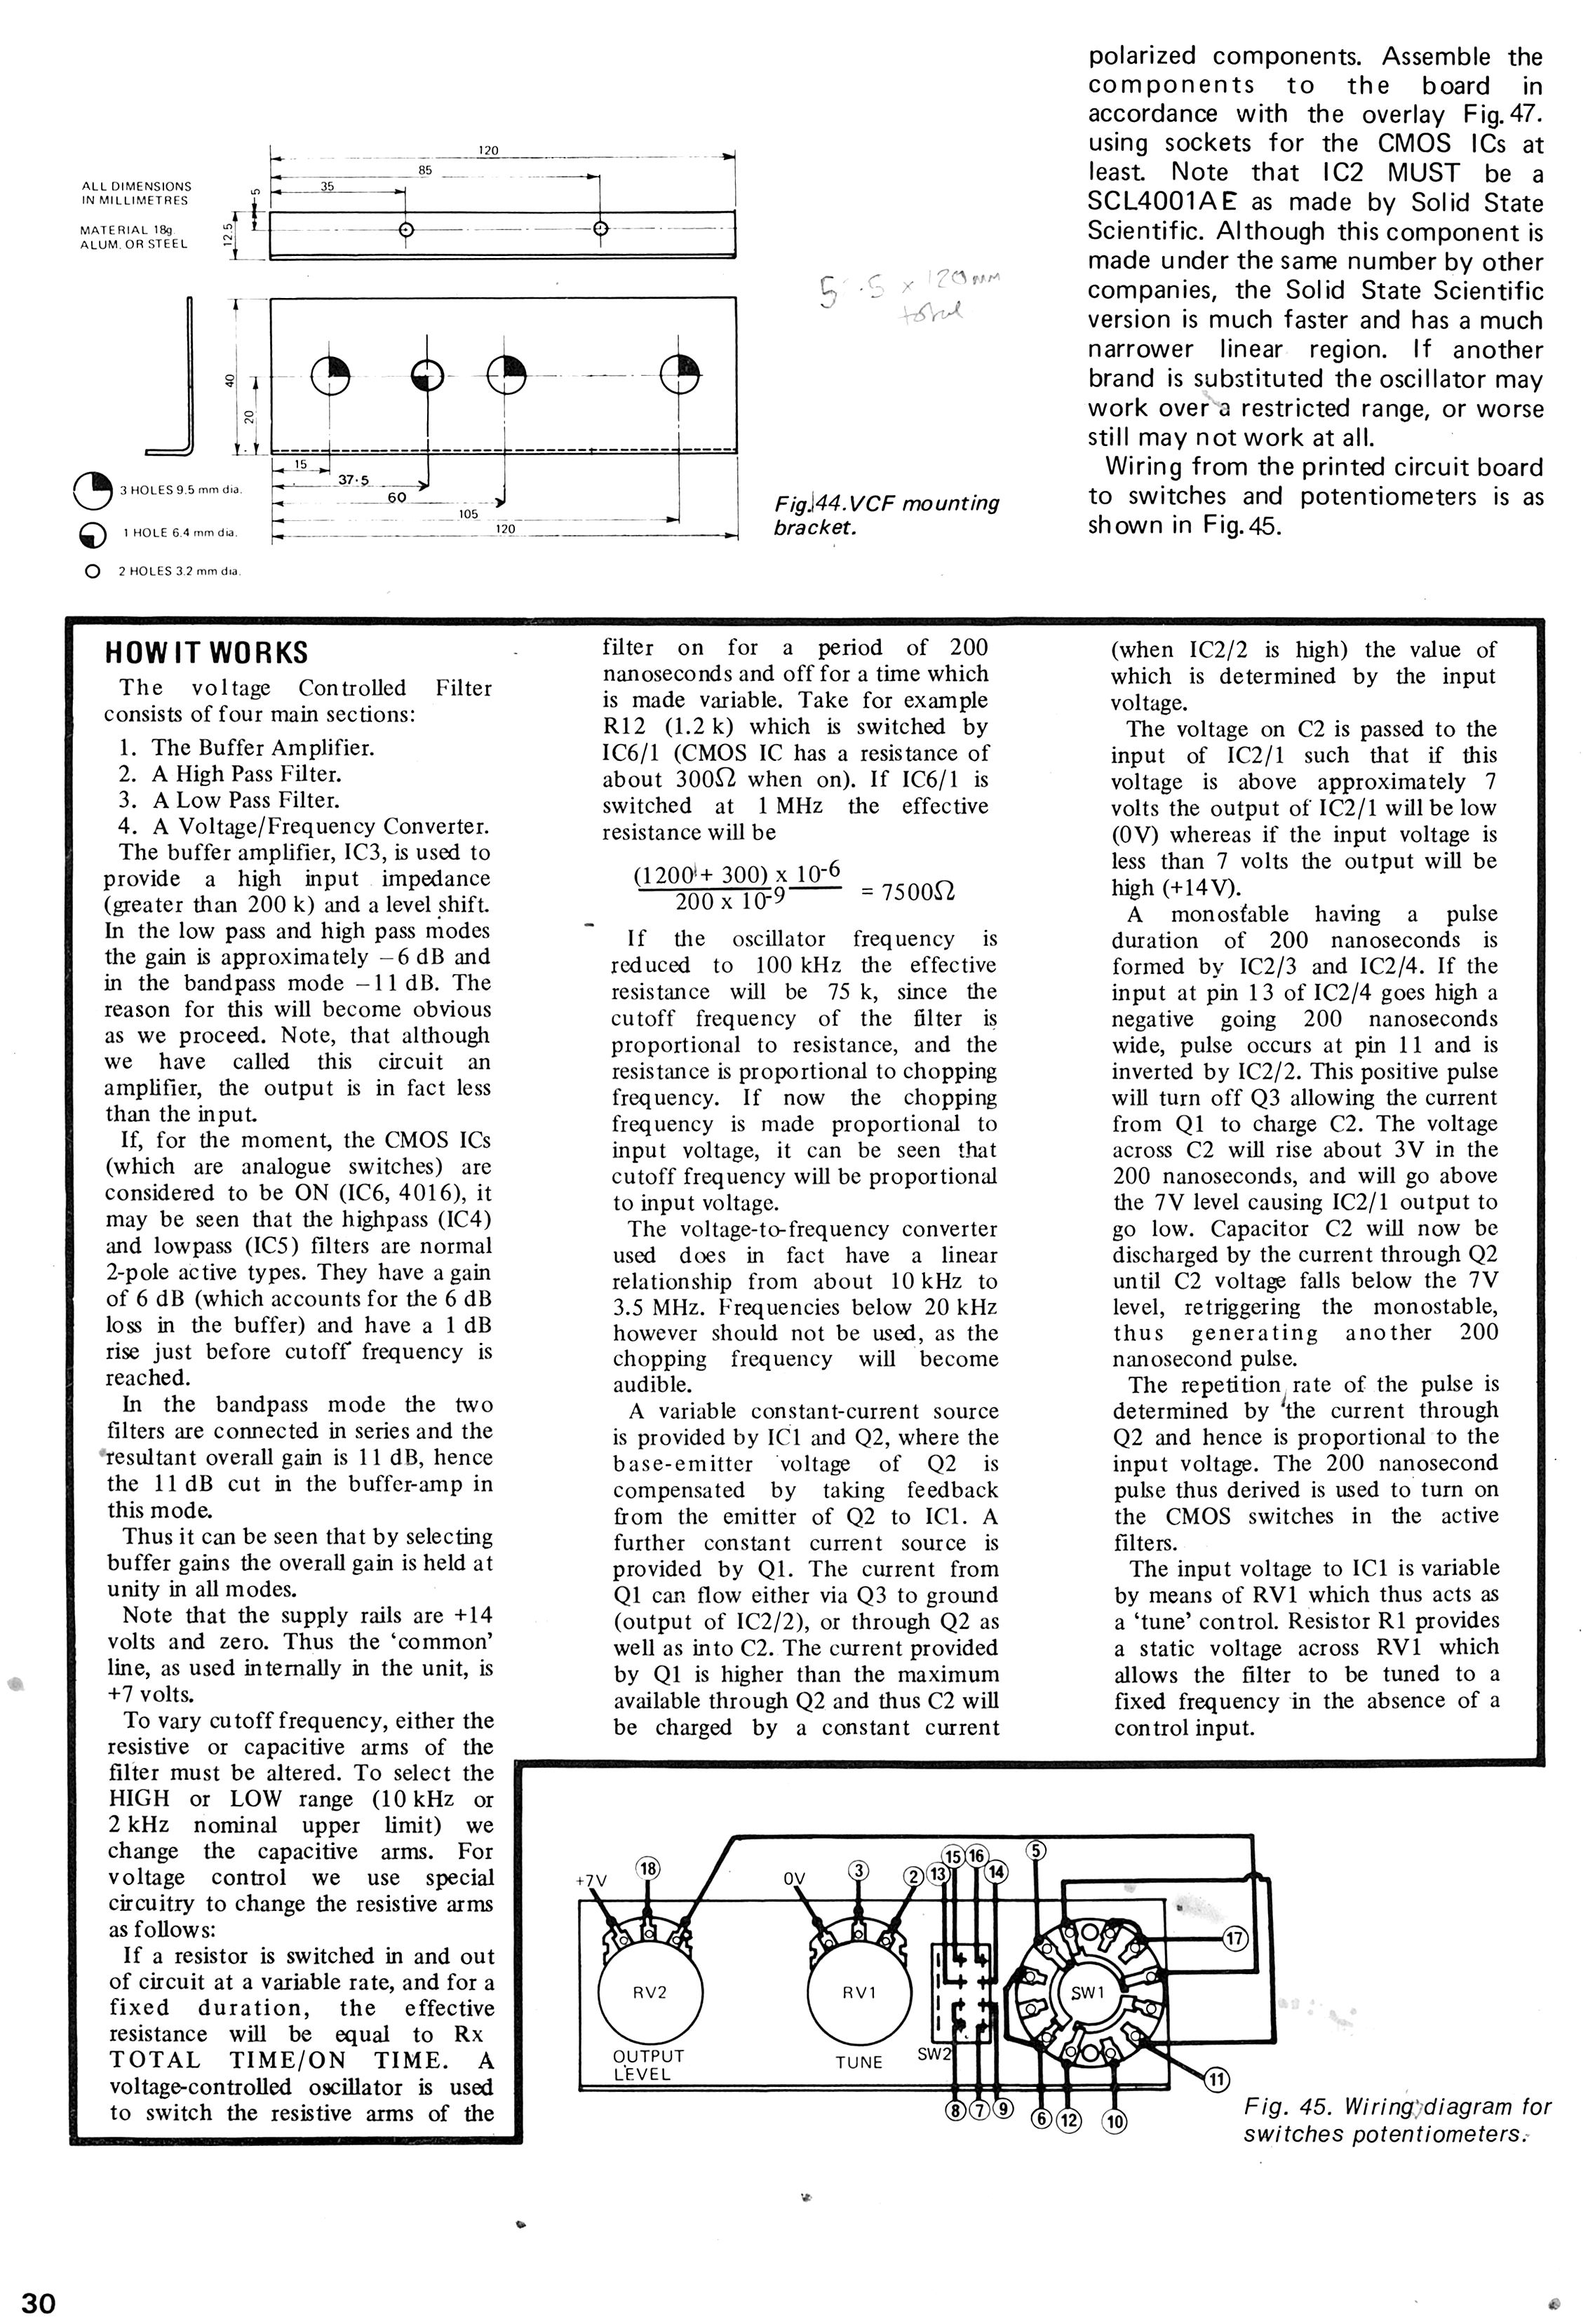 polarized components. Assemble the
components to the board in
accordance with the overlay Fig. 47.
using sockets for the CMOS ICs at
least. Note that IC2 MUST be a
SCL4001AE as made by Solid State
Scientific. Although this component is
made under the same number by other
companies, the Solid State Scientific
version is much faster and has a much
narrower linear region. If another
brand is substituted the oscillator may
work over a restricted range, or worse
still may not work at all.
Wiring from the printed circuit board
to switches and potentiometers is as
shown in Fig. 45.
ALL DIMENSIONS
IN MILLIMETRES
MATERIAL 18g
ALUM. OR STEEL
120
85
35
5
12.5
40
20
15
37·5
60
105
120
3 HOLES 9.5 mm dia.
1 HOLE 6.4 mm dia.
2 HOLES 3.2 mm dia.
x 120mm
total
Fig. 44. VCF mounting
bracket.
HOW IT WORKS
The voltage Controlled Filter
consists of four main sections:
1. The Buffer Amplifier.
2. A High Pass Filter.
3. A Low Pass Filter.
4. A Voltage/Frequency Converter.
The buffer amplifier, IC3, is used to
provide a high input impedance
(greater than 200 k) and a level shift.
In the low pass and high pass modes
the gain is approximately −6 dB and
in the bandpass mode −11 dB. The
reason for this will become obvious
as we proceed. Note, that although
we have called this circuit an
amplifier, the output is in fact less
than the input.
If, for the moment, the CMOS ICs
(which are analogue switches) are
considered to be ON (IC6, 4016), it
may be seen that the highpass (IC4)
and lowpass (IC5) filters are normal
2-pole active types. They have a gain
of 6 dB (which accounts for the 6 dB
loss in the buffer) and have a 1 dB
rise just before cutoff frequency is
reached.
In the bandpass mode the two
filters are connected in series and the
resultant overall gain is 11 dB, hence
the 11 dB cut in the buffer-amp in
this mode.
Thus it can be seen that by selecting
buffer gains the overall gain is held at
unity in all modes.
Note that the supply rails are +14
volts and zero. Thus the ‘common’
line, as used internally in the unit, is
+7 volts.
To vary cutoff frequency, either the
resistive or capacitive arms of the
filter must be altered. To select the
HIGH or LOW range (10 kHz or
2 kHz nominal upper limit) we
change the capacitive arms. For
voltage control we use special
circuitry to change the resistive arms
as follows:
If a resistor is switched in and out
of circuit at a variable rate, and for a
fixed duration, the effective
resistance will be equal to Rx
TOTAL TIME/ON TIME. A
voltage-controlled oscillator is used
to switch the resistive arms of the
filter on for a period of 200
nanoseconds and off for a time which
is made variable. Take for example
R12 (1.2 k) which is switched by
IC6/1 (CMOS IC has a resistance of
about 300Ω when on). If IC6/1 is
switched at 1 MHz the effective
resistance will be
(1200 + 300) x 10-6
200 x 10-9
= 7500Ω
If the oscillator frequency is
reduced to 100 kHz the effective
resistance will be 75 k, since the
cutoff frequency of the filter is
proportional to resistance, and the
resistance is proportional to chopping
frequency. If now the chopping
frequency is made proportional to
input voltage, it can be seen that
cutoff frequency will be proportional
to input voltage.
The voltage-to-frequency converter
used does in fact have a linear
relationship from about 10 kHz to
3.5 MHz. Frequencies below 20 kHz
however should not be used, as the
chopping frequency will become
audible.
A variable constant-current source
is provided by IC1 and Q2, where the
base-emitter voltage of Q2 is
compensated by taking feedback
from the emitter of Q2 to IC1. A
further constant current source is
provided by Q1. The current from
Q1 can flow either via Q3 to ground
(output of IC2/2), or through Q2 as
well as into C2. The current provided
by Q1 is higher than the maximum
available through Q2 and thus C2 will
be charged by a constant current
(when IC2/2 is high) the value of
which is determined by the input
voltage.
The voltage on C2 is passed to the
input of IC2/1 such that if this
voltage is above approximately 7
volts the output of IC2/1 will be low
(0V) whereas if the input voltage is
less than 7 volts the output will be
high (+14V).
A monostable having a pulse
duration of 200 nanoseconds is
formed by IC2/3 and IC2/4. If the
input at pin 13 of IC2/4 goes high a
negative going 200 nanoseconds
wide, pulse occurs at pin 11 and is
inverted by IC2/2. This positive pulse
will turn off Q3 allowing the current
from Q1 to charge C2. The voltage
across C2 will rise about 3V in the
200 nanoseconds, and will go above
the 7V level causing IC2/1 output to
go low. Capacitor C2 will now be
discharged by the current through Q2
until C2 voltage falls below the 7V
level, retriggering the monostable,
thus generating another 200
nanosecond pulse.
The repetition rate of the pulse is
determined by the current through
Q2 and hence is proportional to the
input voltage. The 200 nanosecond
pulse thus derived is used to turn on
the CMOS switches in the active
filters.
The input voltage to IC1 is variable
by means of RV1 which thus acts as
a ‘tune’ control. Resistor R1 provides
a static voltage across RV1 which
allows the filter to be tuned to a
fixed frequency in the absence of a
control input.
+7V
18
0V
3
2
13
15
16
14
5
17
RV2
RV1
SW1
OUTPUT
LEVEL
TUNE
SW2
8
7
9
6
12
10
11
Fig. 45. Wiring diagram for
switches potentiometers.
30